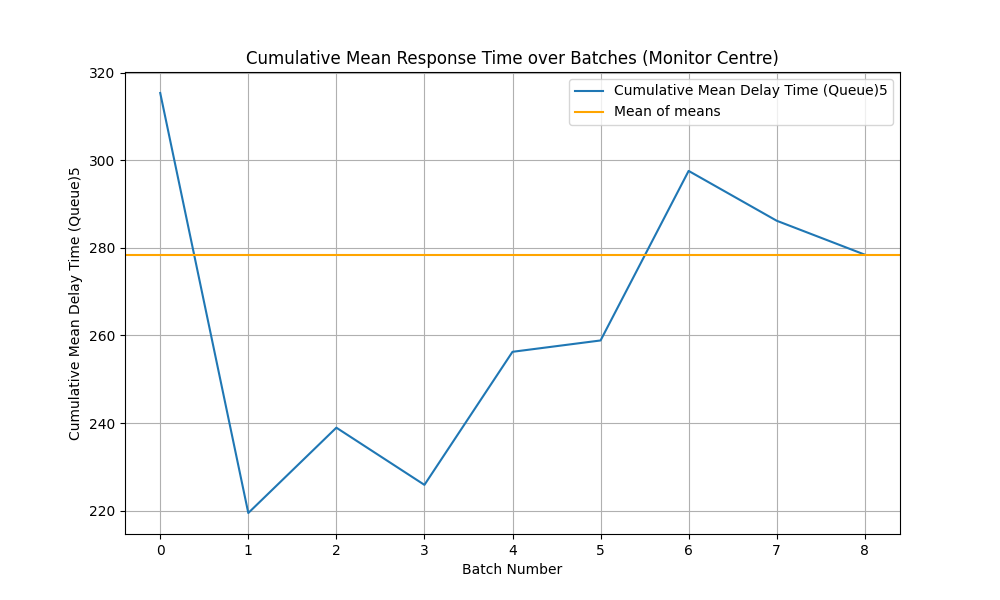 Cumulative Mean Response Time over Batches (Monitor Centre)
Cumulative Mean Delay Time (Queue)5
Mean of means
Cumulative Mean Delay Time (Queue)5
320
300
280
260
240
220
0 1 2 3 4 5 6 7 8
Batch Number